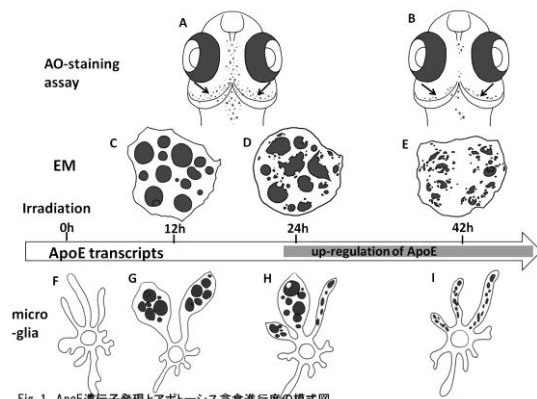 A
B
AO-staining
assay
C
D
E
EM
Irradiation
0h
12h
24h
42h
ApoE transcripts
up-regulation of ApoE
F
G
H
I
micro
-glia
Fig. 1 ApoE遺伝子発現とアポトーシス貪食進行度の模式図